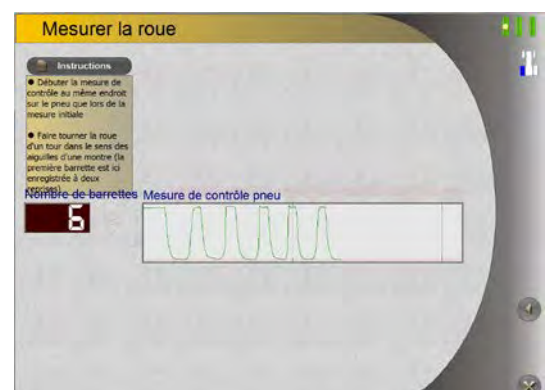 Mesurer la roue
Instructions
● Débuter la mesure de
contrôle au même endroit
sur le pneu que lors de la
mesure initiale
● Faire tourner la roue
d'un tour dans le sens des
aiguilles d'une montre (la
première barrette est ici
enregistrée à deux
reprises)
Nombre de barrettes Mesure de contrôle pneu
6